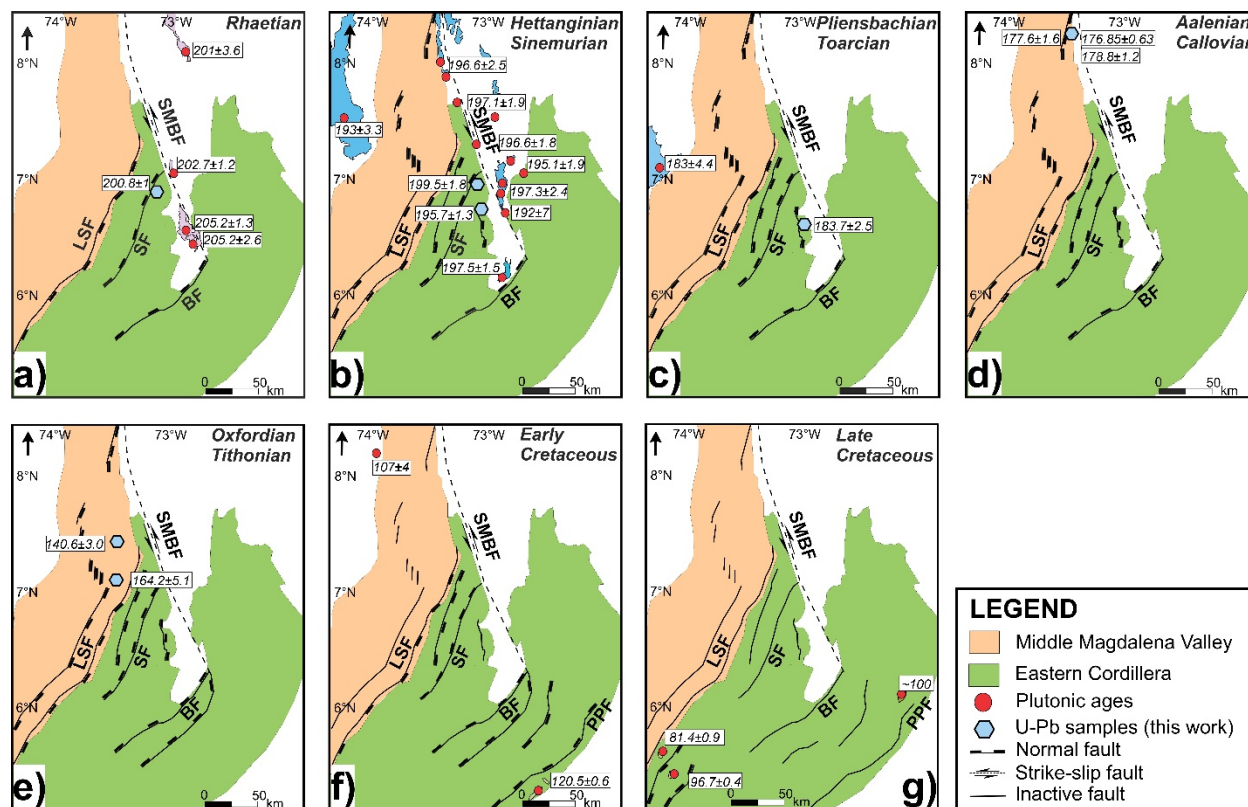 74°W
73°W
Rhaetian
201±3.6
8°N
SMBF
202.7±1.2
7°N
200.8±1
205.2±1.3
205.2±2.6
LSF
SF
6°N
BF
a)
0 50
km
74°W
73°W
Hettanginian
Sinemurian
196.6±2.5
8°N
197.1±1.9
193±3.3
SMBF
196.6±1.8
195.1±1.9
7°N
199.5±1.8
197.3±2.4
195.7±1.3
192±7
LSF
SF
197.5±1.5
6°N
BF
b)
0 50
km
74°W
73°W
Pliensbachian
Toarcian
8°N
SMBF
183±4.4
7°N
183.7±2.5
LSF
SF
6°N
BF
c)
0 50
km
74°W
73°W
Aalenian
Callovian
177.6±1.6
176.85±0.63
178.8±1.2
8°N
SMBF
7°N
LSF
SF
6°N
BF
d)
0 50
km
74°W
73°W
Oxfordian
Tithonian
8°N
SMBF
140.6±3.0
164.2±5.1
7°N
LSF
SF
6°N
BF
e)
0 50
km
74°W
73°W
Early
Cretaceous
107±4
8°N
SMBF
7°N
LSF
SF
6°N
BF
PPF
120.5±0.6
f)
0 50
km
74°W
73°W
Late
Cretaceous
8°N
SMBF
7°N
LSF
SF
~100
6°N
BF
PPF
81.4±0.9
96.7±0.4
g)
0 50
km
LEGEND
Middle Magdalena Valley
Eastern Cordillera
Plutonic ages
U-Pb samples (this work)
Normal fault
Strike-slip fault
Inactive fault